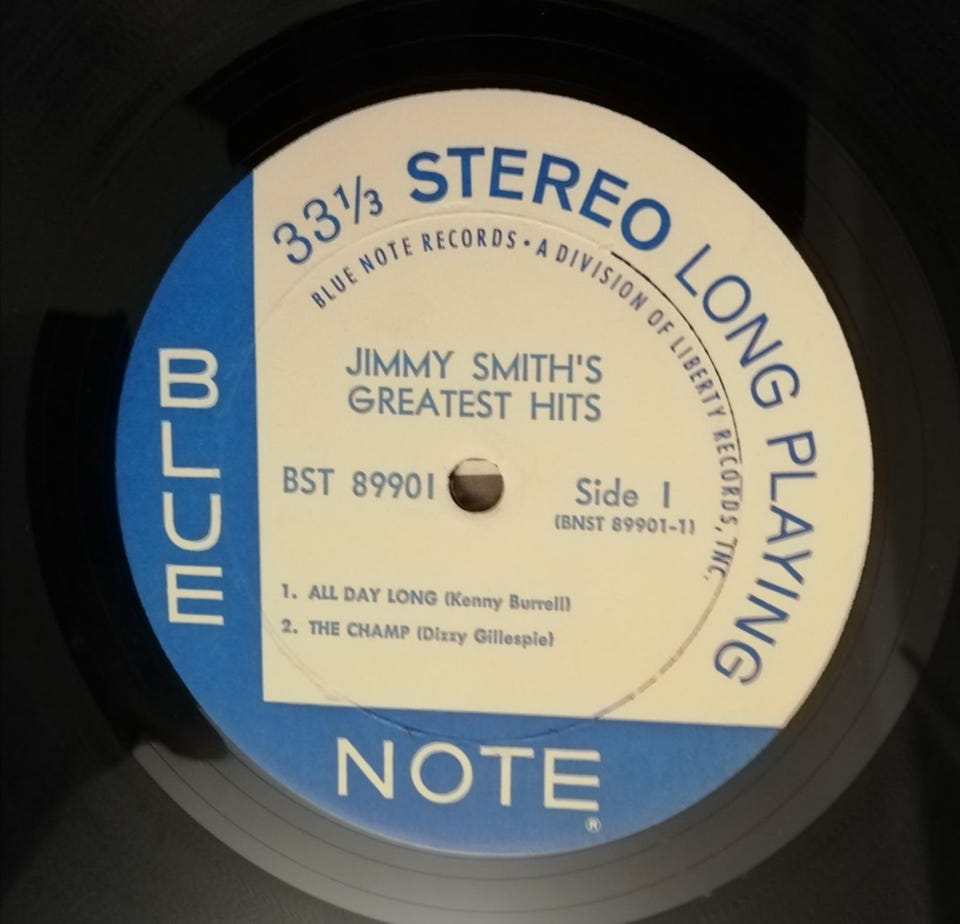 33⅓ STEREO LONG PLAYING
BLUE NOTE RECORDS • A DIVISION OF LIBERTY RECORDS, INC.
JIMMY SMITH'S
GREATEST HITS
BST 89901
Side 1
(BNST 89901-1)
1. ALL DAY LONG (Kenny Burrell)
2. THE CHAMP (Dizzy Gillespie)
BLUE
NOTE
®